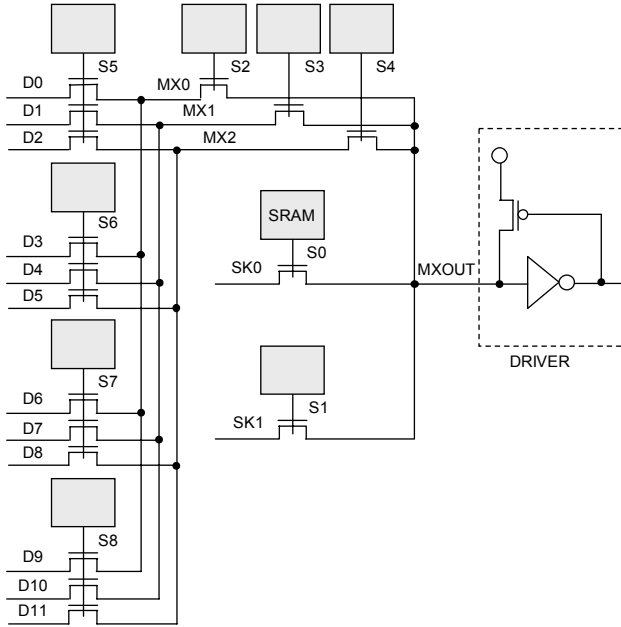 S5
S2
S3
S4
D0
MX0
D1
MX1
D2
MX2
S6
SRAM
D3
S0
D4
SK0
MXOUT
D5
DRIVER
S7
D6
S1
D7
SK1
D8
S8
D9
D10
D11